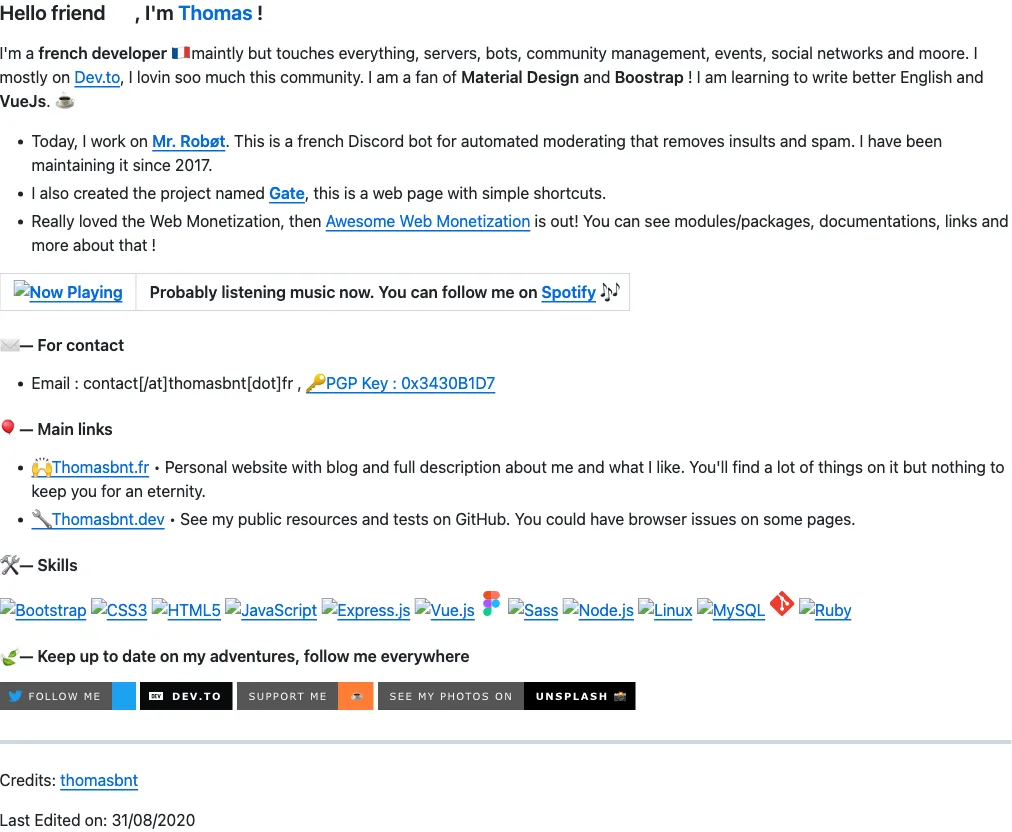 Hello friend , I'm Thomas !
I'm a french developer 🇫🇷maintly but touches everything, servers, bots, community management, events, social networks and moore. I
mostly on Dev.to, I lovin soo much this community. I am a fan of Material Design and Boostrap ! I am learning to write better English and
VueJs. ☕
• Today, I work on Mr. Robøt. This is a french Discord bot for automated moderating that removes insults and spam. I have been
maintaining it since 2017.
• I also created the project named Gate, this is a web page with simple shortcuts.
• Really loved the Web Monetization, then Awesome Web Monetization is out! You can see modules/packages, documentations, links and
more about that !
Now Playing Probably listening music now. You can follow me on Spotify 🎶
✉️— For contact
• Email : contact[/at]thomasbnt[dot]fr , 🔑PGP Key : 0x3430B1D7
🎈 — Main links
• 🙌Thomasbnt.fr • Personal website with blog and full description about me and what I like. You'll find a lot of things on it but nothing to
keep you for an eternity.
• 🔧Thomasbnt.dev • See my public resources and tests on GitHub. You could have browser issues on some pages.
🛠— Skills
Bootstrap CSS3 HTML5 JavaScript Express.js Vue.js Sass Node.js Linux MySQL Ruby
🍃— Keep up to date on my adventures, follow me everywhere
FOLLOW ME DEV DEV.TO SUPPORT ME ☕ SEE MY PHOTOS ON UNSPLASH 📸
Credits: thomasbnt
Last Edited on: 31/08/2020